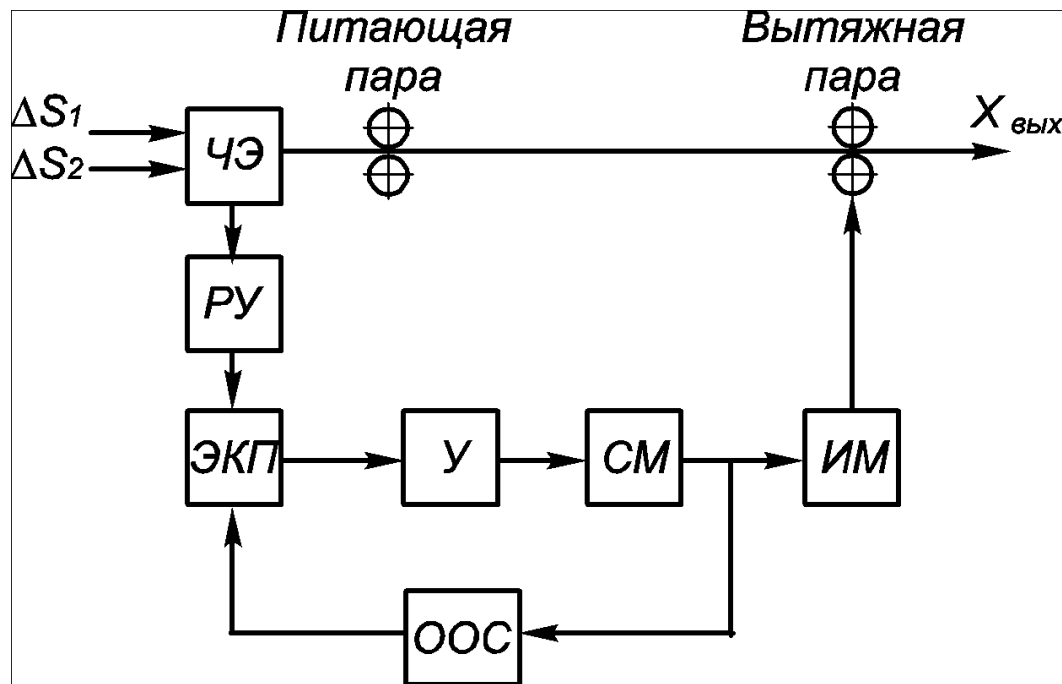 Питающая
пара
Вытяжная
пара
ΔS1
ΔS2
ЧЭ
X вых
РУ
ЭКП
У
СМ
ИМ
ООС